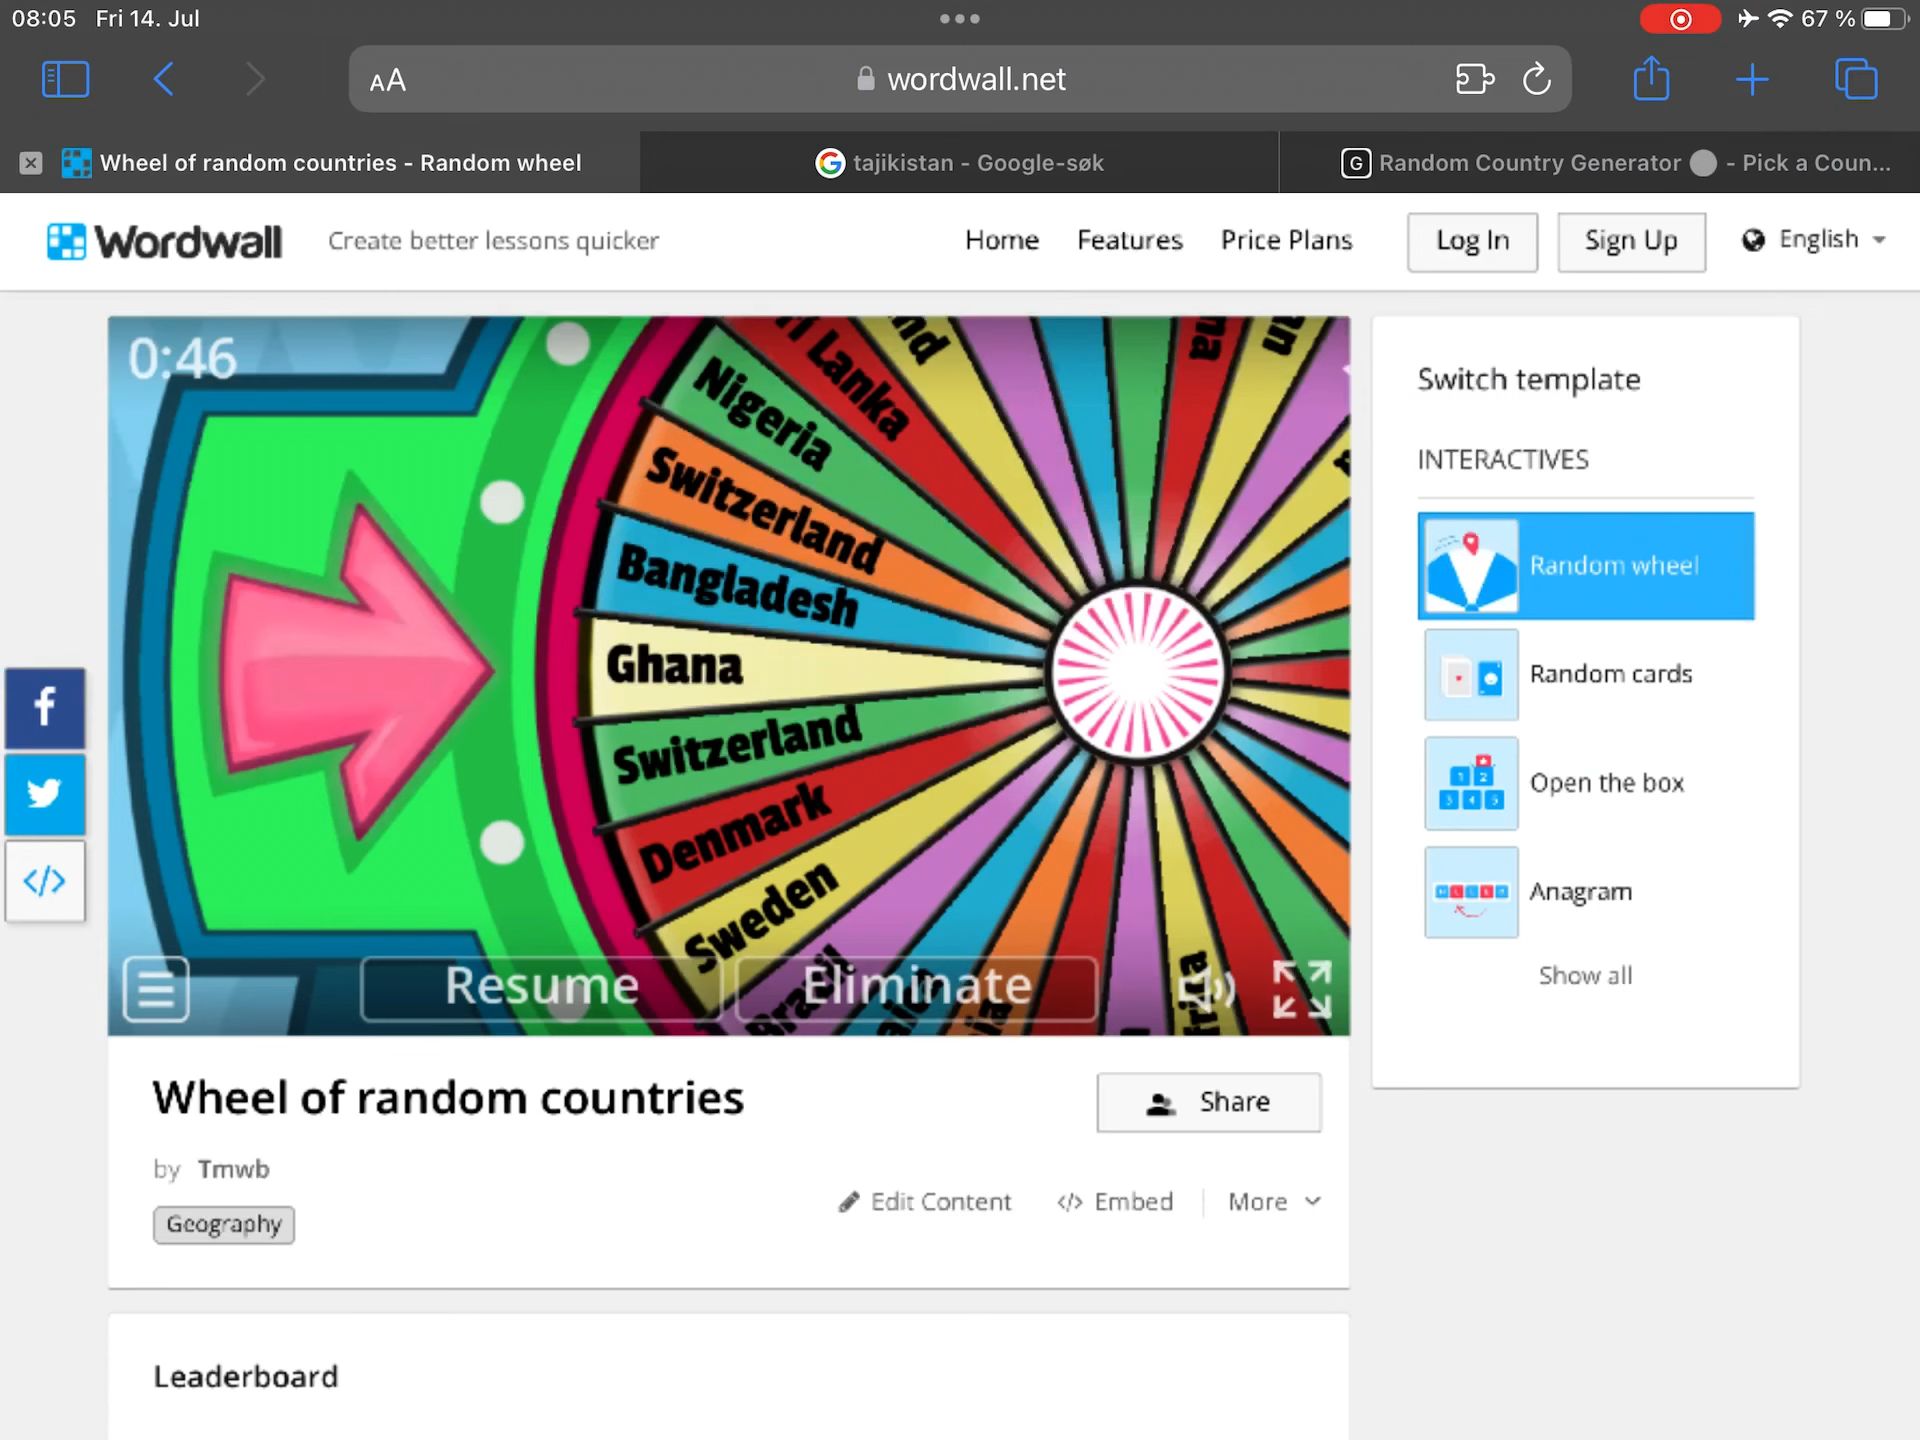 08:05 Fri 14. Jul
67 %
AA
wordwall.net
Wheel of random countries - Random wheel
tajikistan - Google-søk
G Random Country Generator - Pick a Coun...
Wordwall
Create better lessons quicker
Home
Features
Price Plans
Log In
Sign Up
English
0:46
Lanka
Nigeria
Switzerland
Bangladesh
Ghana
Switzerland
Denmark
Sweden
Brazil
Resume
Eliminate
Switch template
INTERACTIVES
Random wheel
Random cards
Open the box
Anagram
Show all
Wheel of random countries
Share
by Tmwb
Geography
Edit Content
</> Embed
More
Leaderboard